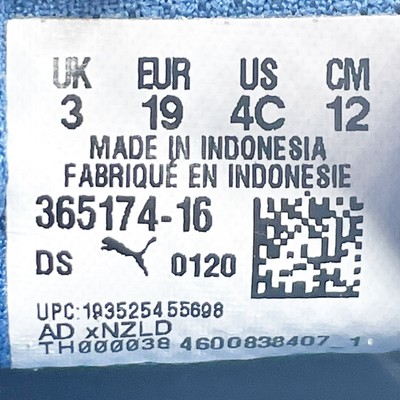 UK EUR US CM
3 19 4C 12
MADE IN INDONESIA
FABRIQUÉ EN INDONESIE
365174-16
DS 0120
UPC:193525455698
AD xNZLD
TH000038 4600838407_1